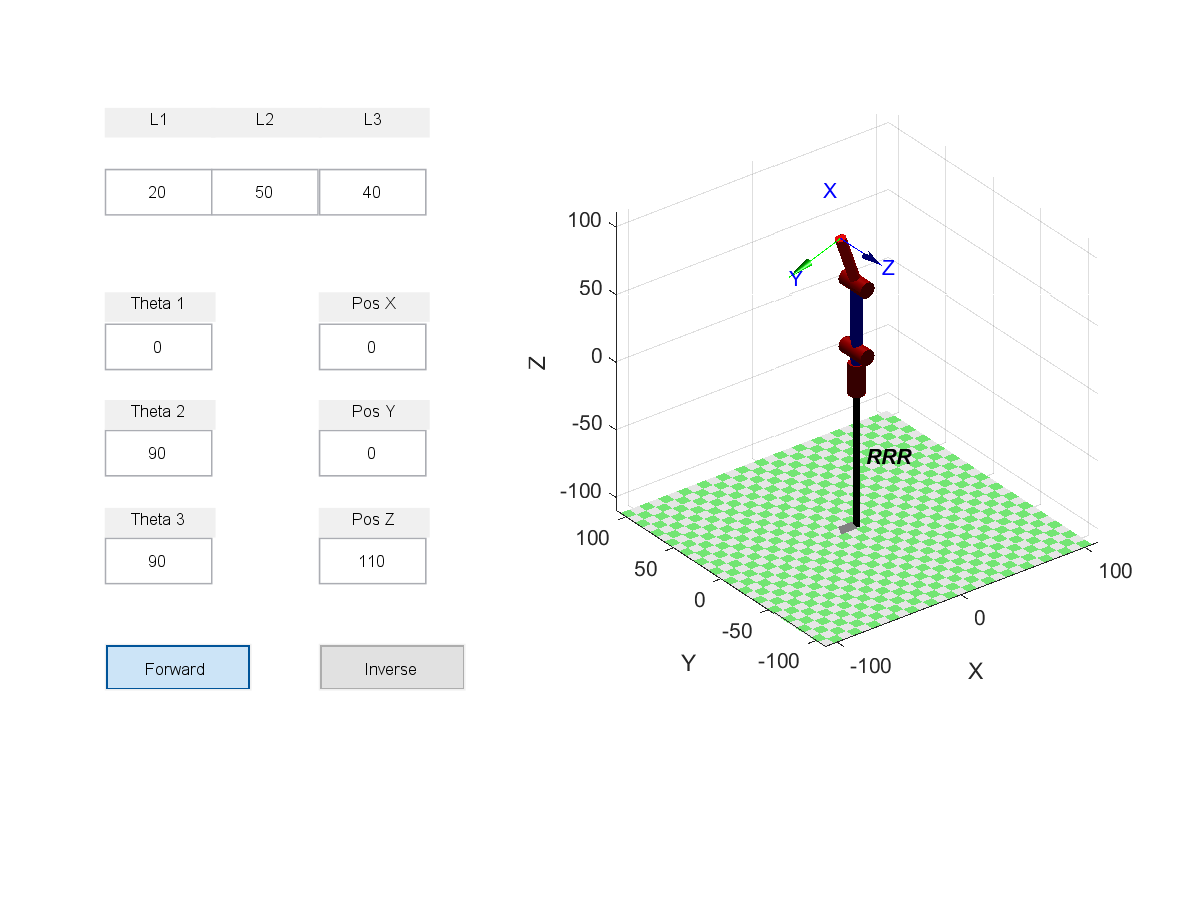 L1 L2 L3
20 50 40
Theta 1 Pos X
0 0
Theta 2 Pos Y
90 0
Theta 3 Pos Z
90 110
Forward Inverse
X
Y Z
RRR
100
50
0
-50
-100
Z
100
50
0
-50
-100
Y
-100
0
100
X